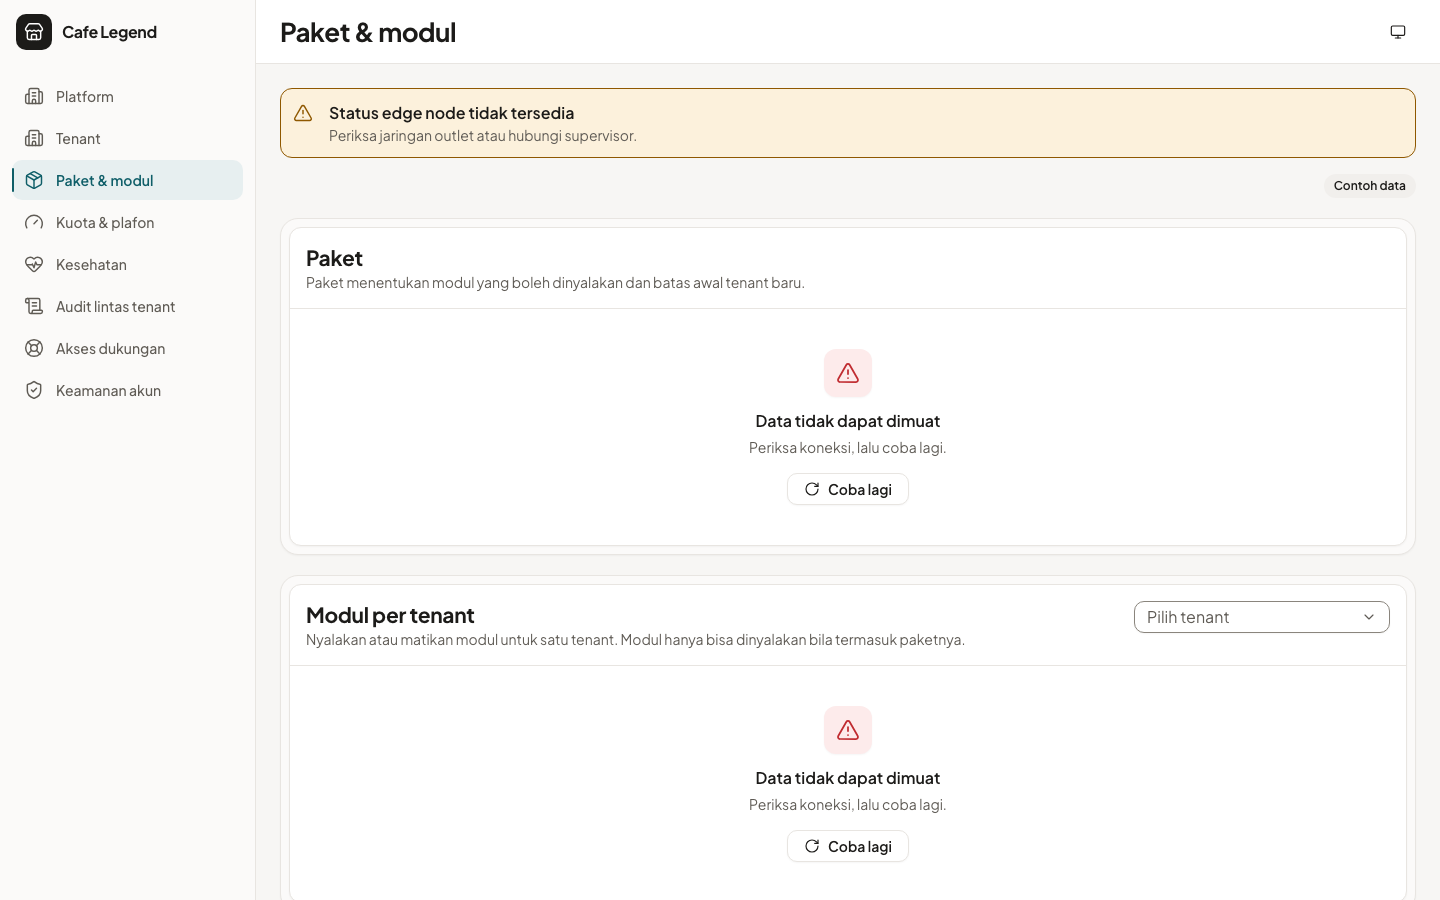 Cafe Legend
Platform
Tenant
Paket & modul
Kuota & plafon
Kesehatan
Audit lintas tenant
Akses dukungan
Keamanan akun
Paket & modul
Status edge node tidak tersedia
Periksa jaringan outlet atau hubungi supervisor.
Contoh data
Paket
Paket menentukan modul yang boleh dinyalakan dan batas awal tenant baru.
Data tidak dapat dimuat
Periksa koneksi, lalu coba lagi.
Coba lagi
Modul per tenant
Nyalakan atau matikan modul untuk satu tenant. Modul hanya bisa dinyalakan bila termasuk paketnya.
Pilih tenant
Data tidak dapat dimuat
Periksa koneksi, lalu coba lagi.
Coba lagi